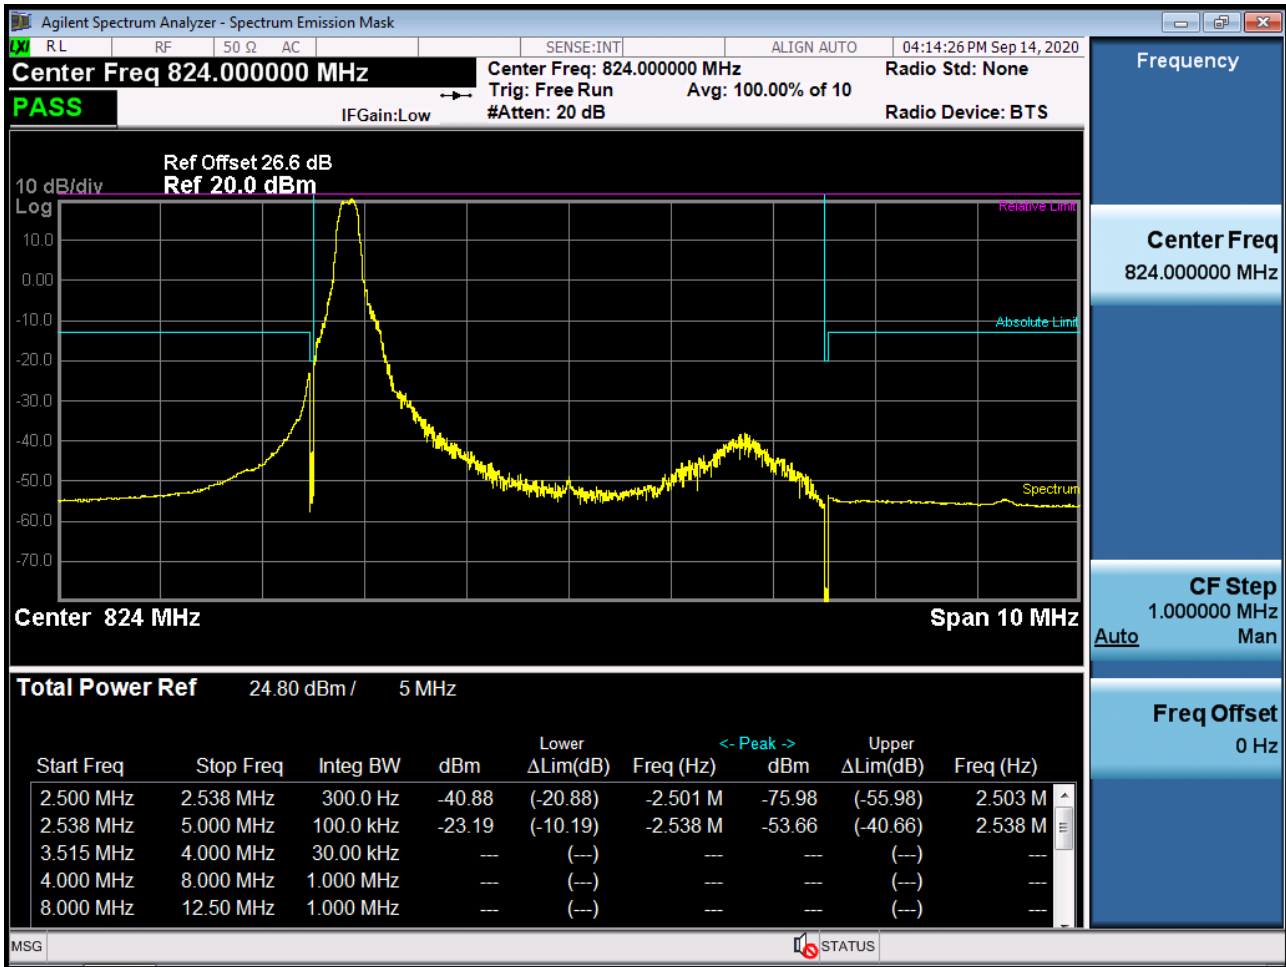 Agilent Spectrum Analyzer - Spectrum Emission Mask
LXI RL RF 50 Ω AC SENSE:INT ALIGN AUTO 04:14:26 PM Sep 14, 2020
Center Freq 824.000000 MHz
Center Freq: 824.000000 MHz Radio Std: None
Trig: Free Run Avg: 100.00% of 10
PASS
IFGain:Low #Atten: 20 dB Radio Device: BTS
Ref Offset 26.6 dB
10 dB/div Ref 20.0 dBm
Log
Relative Limit
10.0
0.00
-10.0
Absolute Limit
-20.0
-30.0
-40.0
-50.0
Spectrum
-60.0
-70.0
Center 824 MHz Span 10 MHz
Total Power Ref 24.80 dBm / 5 MHz
Lower <- Peak -> Upper
Start Freq Stop Freq Integ BW dBm ΔLim(dB) Freq (Hz) dBm ΔLim(dB) Freq (Hz)
2.500 MHz 2.538 MHz 300.0 Hz -40.88 (-20.88) -2.501 M -75.98 (-55.98) 2.503 M
2.538 MHz 5.000 MHz 100.0 kHz -23.19 (-10.19) -2.538 M -53.66 (-40.66) 2.538 M
3.515 MHz 4.000 MHz 30.00 kHz --- (---) --- --- (---) ---
4.000 MHz 8.000 MHz 1.000 MHz --- (---) --- --- (---) ---
8.000 MHz 12.50 MHz 1.000 MHz --- (---) --- --- (---) ---
MSG STATUS
Frequency
Center Freq
824.000000 MHz
CF Step
1.000000 MHz
Auto Man
Freq Offset
0 Hz